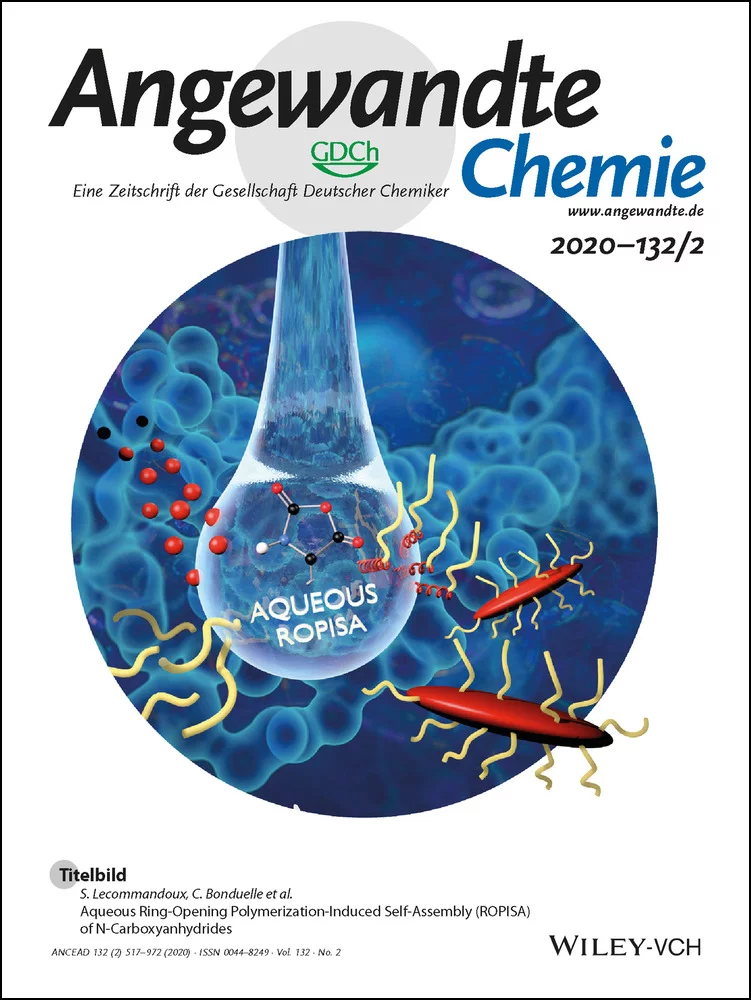 Angewandte
GDCh
Chemie
Eine Zeitschrift der Gesellschaft Deutscher Chemiker
www.angewandte.de
2020–132/2
AQUEOUS
ROPISA
Titelbild
S. Lecommandoux, C. Bonduelle et al.
Aqueous Ring-Opening Polymerization-Induced Self-Assembly (ROPISA)
of N-Carboxyanhydrides
ANCEAD 132 (2) 517–972 (2020) · ISSN 0044–8249 · Vol. 132 · No. 2
WILEY-VCH